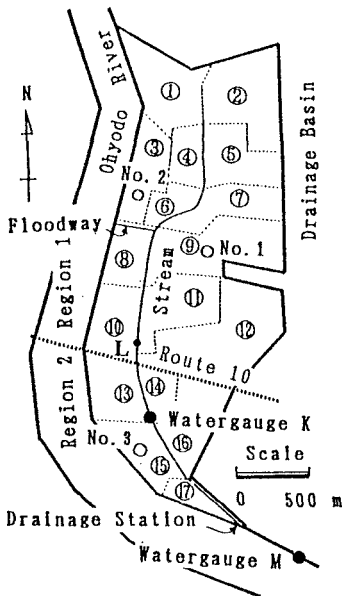 ①
②
N
Ohyodo River
③
④
⑤
No. 2
⑥
⑦
Drainage Basin
Floodway
⑨ No. 1
⑧
Stream
Region 1
⑪
⑩
⑫
L
Route 10
Region 2
⑬
⑭
Watergauge K
No. 3
⑯
Scale
⑮
⑰
0 500 m
Drainage Station
Watergauge M